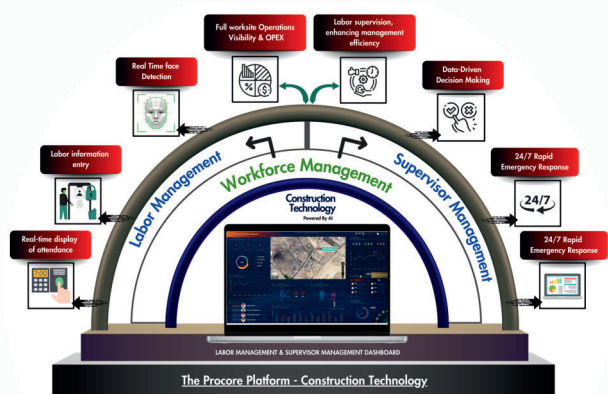 Full worksite Operations
Visibility & OPEX
Labor supervision,
enhancing management
efficiency
Real Time face
Detection
Data-Driven
Decision Making
Labor information
entry
24/7 Rapid
Emergency Response
24/7
Real-time display
of attendance
7:00
24/7 Rapid
Emergency Response
Labor Management
Workforce Management
Supervisor Management
Construction
Technology
Powered By AI
LABOR MANAGEMENT & SUPERVISOR MANAGEMENT DASHBOARD
The Procore Platform - Construction Technology